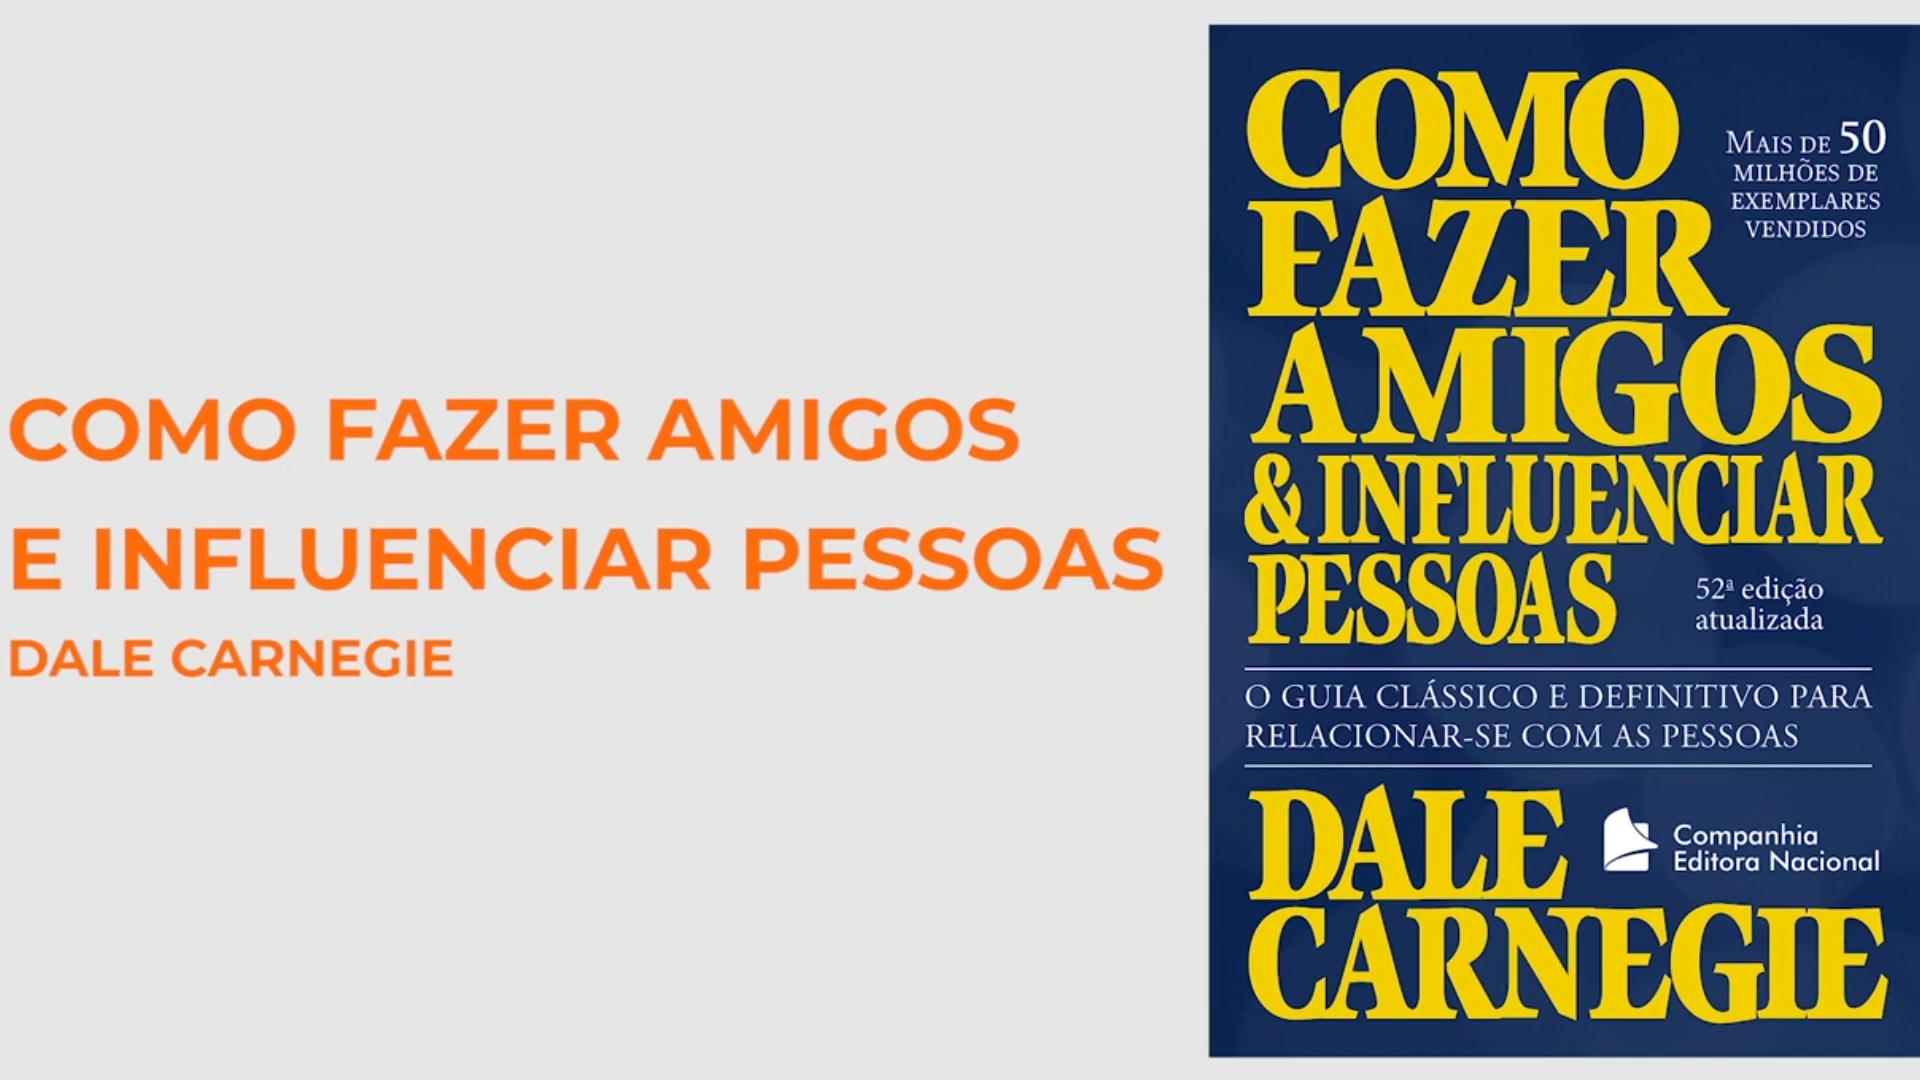 COMO FAZER AMIGOS
E INFLUENCIAR PESSOAS
DALE CARNEGIE
COMO
FAZER
AMIGOS
& INFLUENCIAR
PESSOAS
MAIS DE 50
MILHÕES DE
EXEMPLARES
VENDIDOS
52ª edição
atualizada
O GUIA CLÁSSICO E DEFINITIVO PARA
RELACIONAR-SE COM AS PESSOAS
DALE
CARNEGIE
Companhia
Editora Nacional